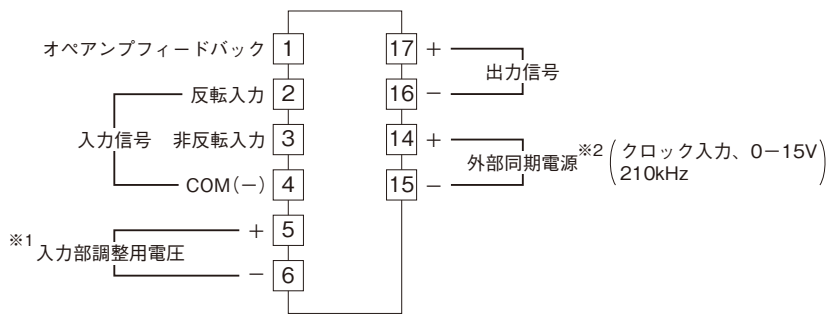 オペアンプフィードバック 1
反転入力 2
入力信号 非反転入力 3
COM(-) 4
+ 5
※1 入力部調整用電圧
- 6
17 +
出力信号
16 -
14 +
外部同期電源※2 (クロック入力、0-15V
210kHz)
15 -